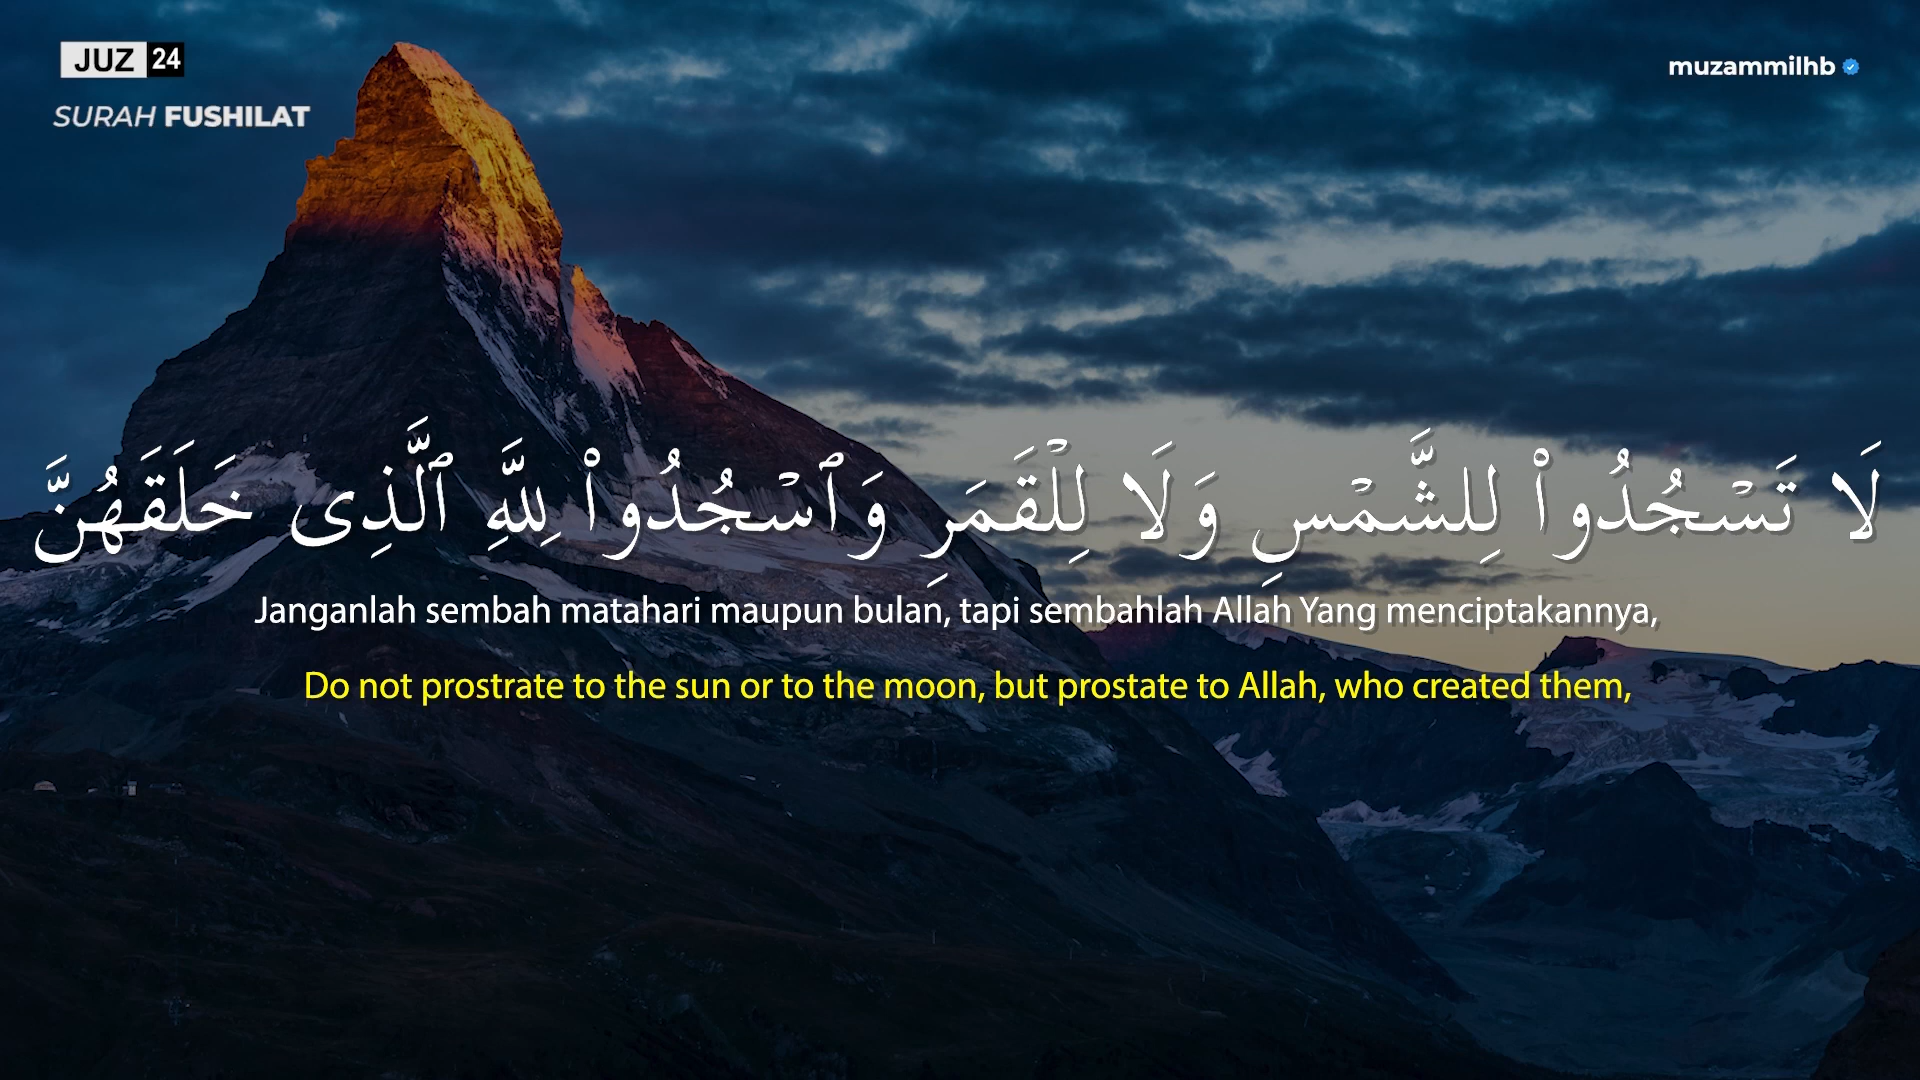 JUZ 24
muzammilhb
SURAH FUSHILAT
لَا تَسْجُدُوا۟ لِلشَّمْسِ وَلَا لِلْقَمَرِ وَٱسْجُدُوا۟ لِلَّهِ ٱلَّذِى خَلَقَهُنَّ
Janganlah sembah matahari maupun bulan, tapi sembahlah Allah Yang menciptakannya,
Do not prostrate to the sun or to the moon, but prostate to Allah, who created them,